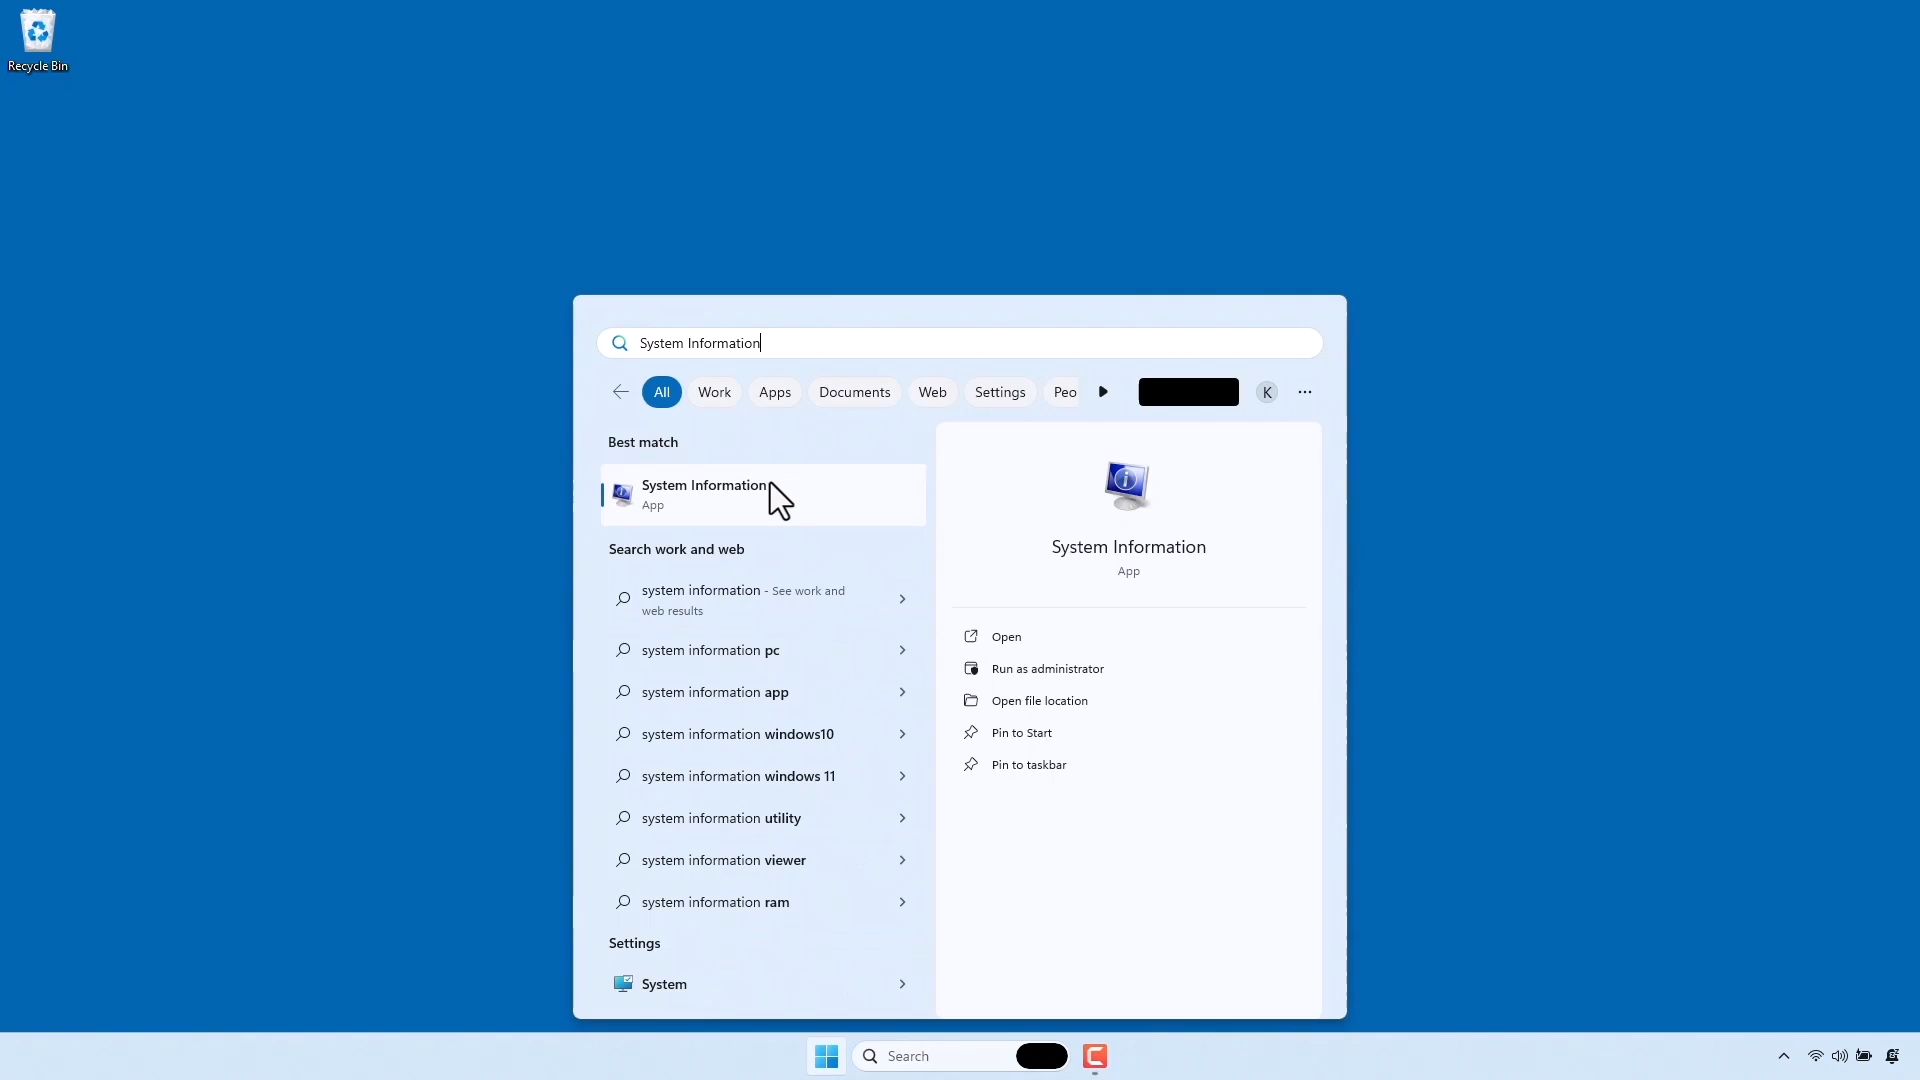 Recycle Bin
System Information
All
Work
Apps
Documents
Web
Settings
Peo
K
Best match
System Information
App
Search work and web
system information - See work and
web results
system information pc
system information app
system information windows10
system information windows 11
system information utility
system information viewer
system information ram
Settings
System
System Information
App
Open
Run as administrator
Open file location
Pin to Start
Pin to taskbar
Search